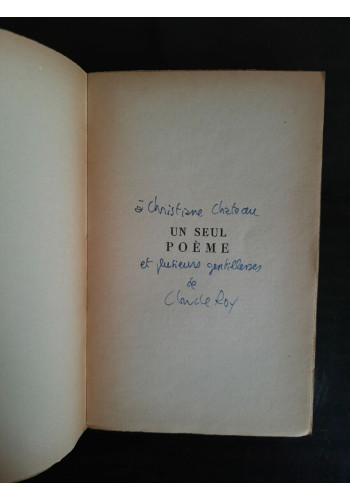 à Christiane Chateau
UN SEUL
POÈME
et plusieurs gentillesses
de
Claude Roy